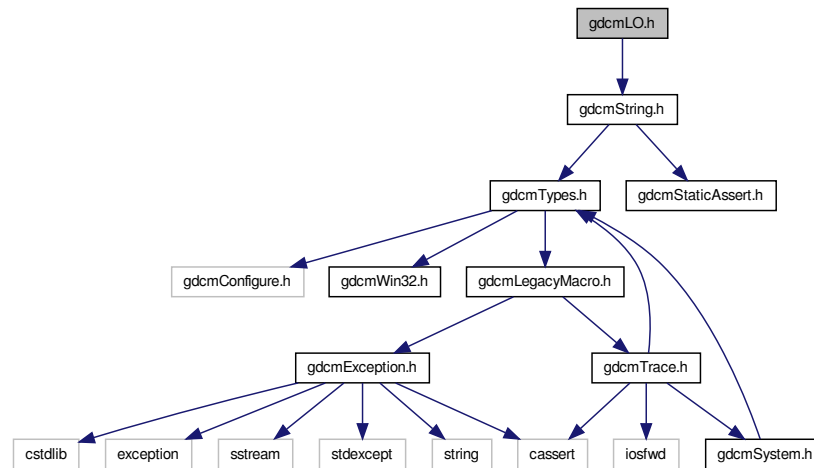 gdcmLO.h
gdcmString.h
gdcmTypes.h
gdcmStaticAssert.h
gdcmConfigure.h
gdcmWin32.h
gdcmLegacyMacro.h
gdcmException.h
gdcmTrace.h
cstdlib
exception
sstream
stdexcept
string
cassert
iosfwd
gdcmSystem.h